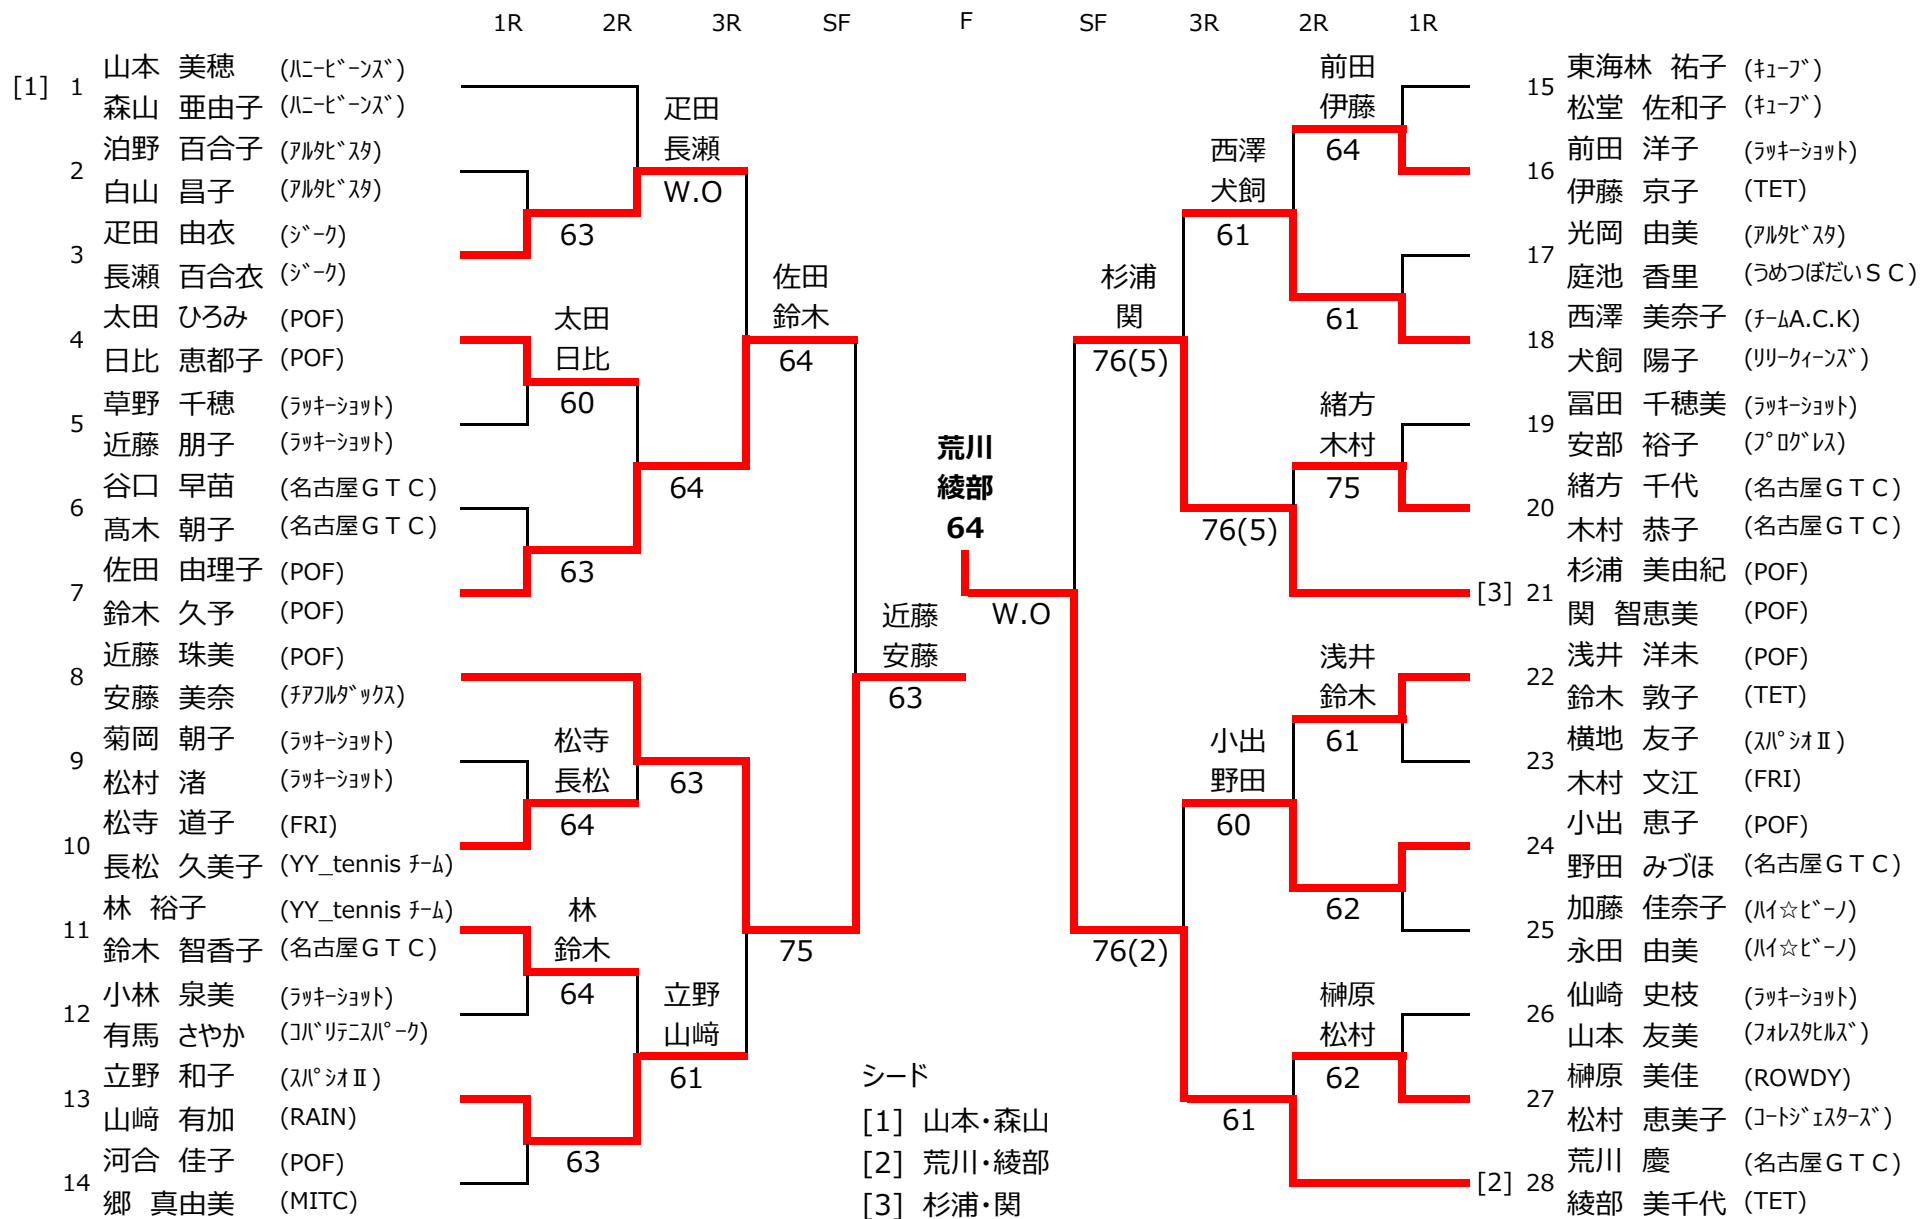 1R 2R 3R SF F SF 3R 2R 1R
[1] 1 山本 美穂 (ﾊﾆｰﾋﾞｰﾝｽﾞ)
森山 亜由子 (ﾊﾆｰﾋﾞｰﾝｽﾞ)
2 泊野 百合子 (ｱﾙﾀﾋﾞｽﾀ)
白山 昌子 (ｱﾙﾀﾋﾞｽﾀ)
3 疋田 由衣 (ｼﾞｰｸ)
長瀬 百合衣 (ｼﾞｰｸ)
4 太田 ひろみ (POF)
日比 恵都子 (POF)
5 草野 千穂 (ﾗｯｷｰｼｮｯﾄ)
近藤 朋子 (ﾗｯｷｰｼｮｯﾄ)
6 谷口 早苗 (名古屋ＧＴＣ)
髙木 朝子 (名古屋ＧＴＣ)
7 佐田 由理子 (POF)
鈴木 久予 (POF)
8 近藤 珠美 (POF)
安藤 美奈 (ﾁｱﾌﾙﾀﾞｯｸｽ)
9 菊岡 朝子 (ﾗｯｷｰｼｮｯﾄ)
松村 渚 (ﾗｯｷｰｼｮｯﾄ)
10 松寺 道子 (FRI)
長松 久美子 (YY_tennis ﾁｰﾑ)
11 林 裕子 (YY_tennis ﾁｰﾑ)
鈴木 智香子 (名古屋ＧＴＣ)
12 小林 泉美 (ﾗｯｷｰｼｮｯﾄ)
有馬 さやか (ｺﾊﾞﾘﾃﾆｽﾊﾟｰｸ)
13 立野 和子 (ｽﾊﾟｼｵⅡ)
山﨑 有加 (RAIN)
14 河合 佳子 (POF)
郷 真由美 (MITC)
63
太田
日比
60
63
松寺
長松
64
林
鈴木
64
63
疋田
長瀬
W.O
64
63
立野
山﨑
61
佐田
鈴木
64
75
近藤
安藤
63
荒川
綾部
64
W.O
杉浦
関
76(5)
76(2)
西澤
犬飼
61
76(5)
小出
野田
60
61
前田
伊藤
64
61
緒方
木村
75
浅井
鈴木
61
62
榊原
松村
62
15 東海林 祐子 (ｷｭｰﾌﾞ)
松堂 佐和子 (ｷｭｰﾌﾞ)
16 前田 洋子 (ﾗｯｷｰｼｮｯﾄ)
伊藤 京子 (TET)
17 光岡 由美 (ｱﾙﾀﾋﾞｽﾀ)
庭池 香里 (うめつぼだいＳＣ)
18 西澤 美奈子 (ﾁｰﾑA.C.K)
犬飼 陽子 (ﾘﾘｰｸｨｰﾝｽﾞ)
19 冨田 千穂美 (ﾗｯｷｰｼｮｯﾄ)
安部 裕子 (ﾌﾟﾛｸﾞﾚｽ)
20 緒方 千代 (名古屋ＧＴＣ)
木村 恭子 (名古屋ＧＴＣ)
[3] 21 杉浦 美由紀 (POF)
関 智恵美 (POF)
22 浅井 洋未 (POF)
鈴木 敦子 (TET)
23 横地 友子 (ｽﾊﾟｼｵⅡ)
木村 文江 (FRI)
24 小出 恵子 (POF)
野田 みづほ (名古屋ＧＴＣ)
25 加藤 佳奈子 (ﾊｲ☆ﾋﾞｰﾉ)
永田 由美 (ﾊｲ☆ﾋﾞｰﾉ)
26 仙崎 史枝 (ﾗｯｷｰｼｮｯﾄ)
山本 友美 (ﾌｫﾚｽﾀﾋﾙｽﾞ)
27 榊原 美佳 (ROWDY)
松村 恵美子 (ｺｰﾄｼﾞｪｽﾀｰｽﾞ)
[2] 28 荒川 慶 (名古屋ＧＴＣ)
綾部 美千代 (TET)
シード
[1] 山本・森山
[2] 荒川・綾部
[3] 杉浦・関